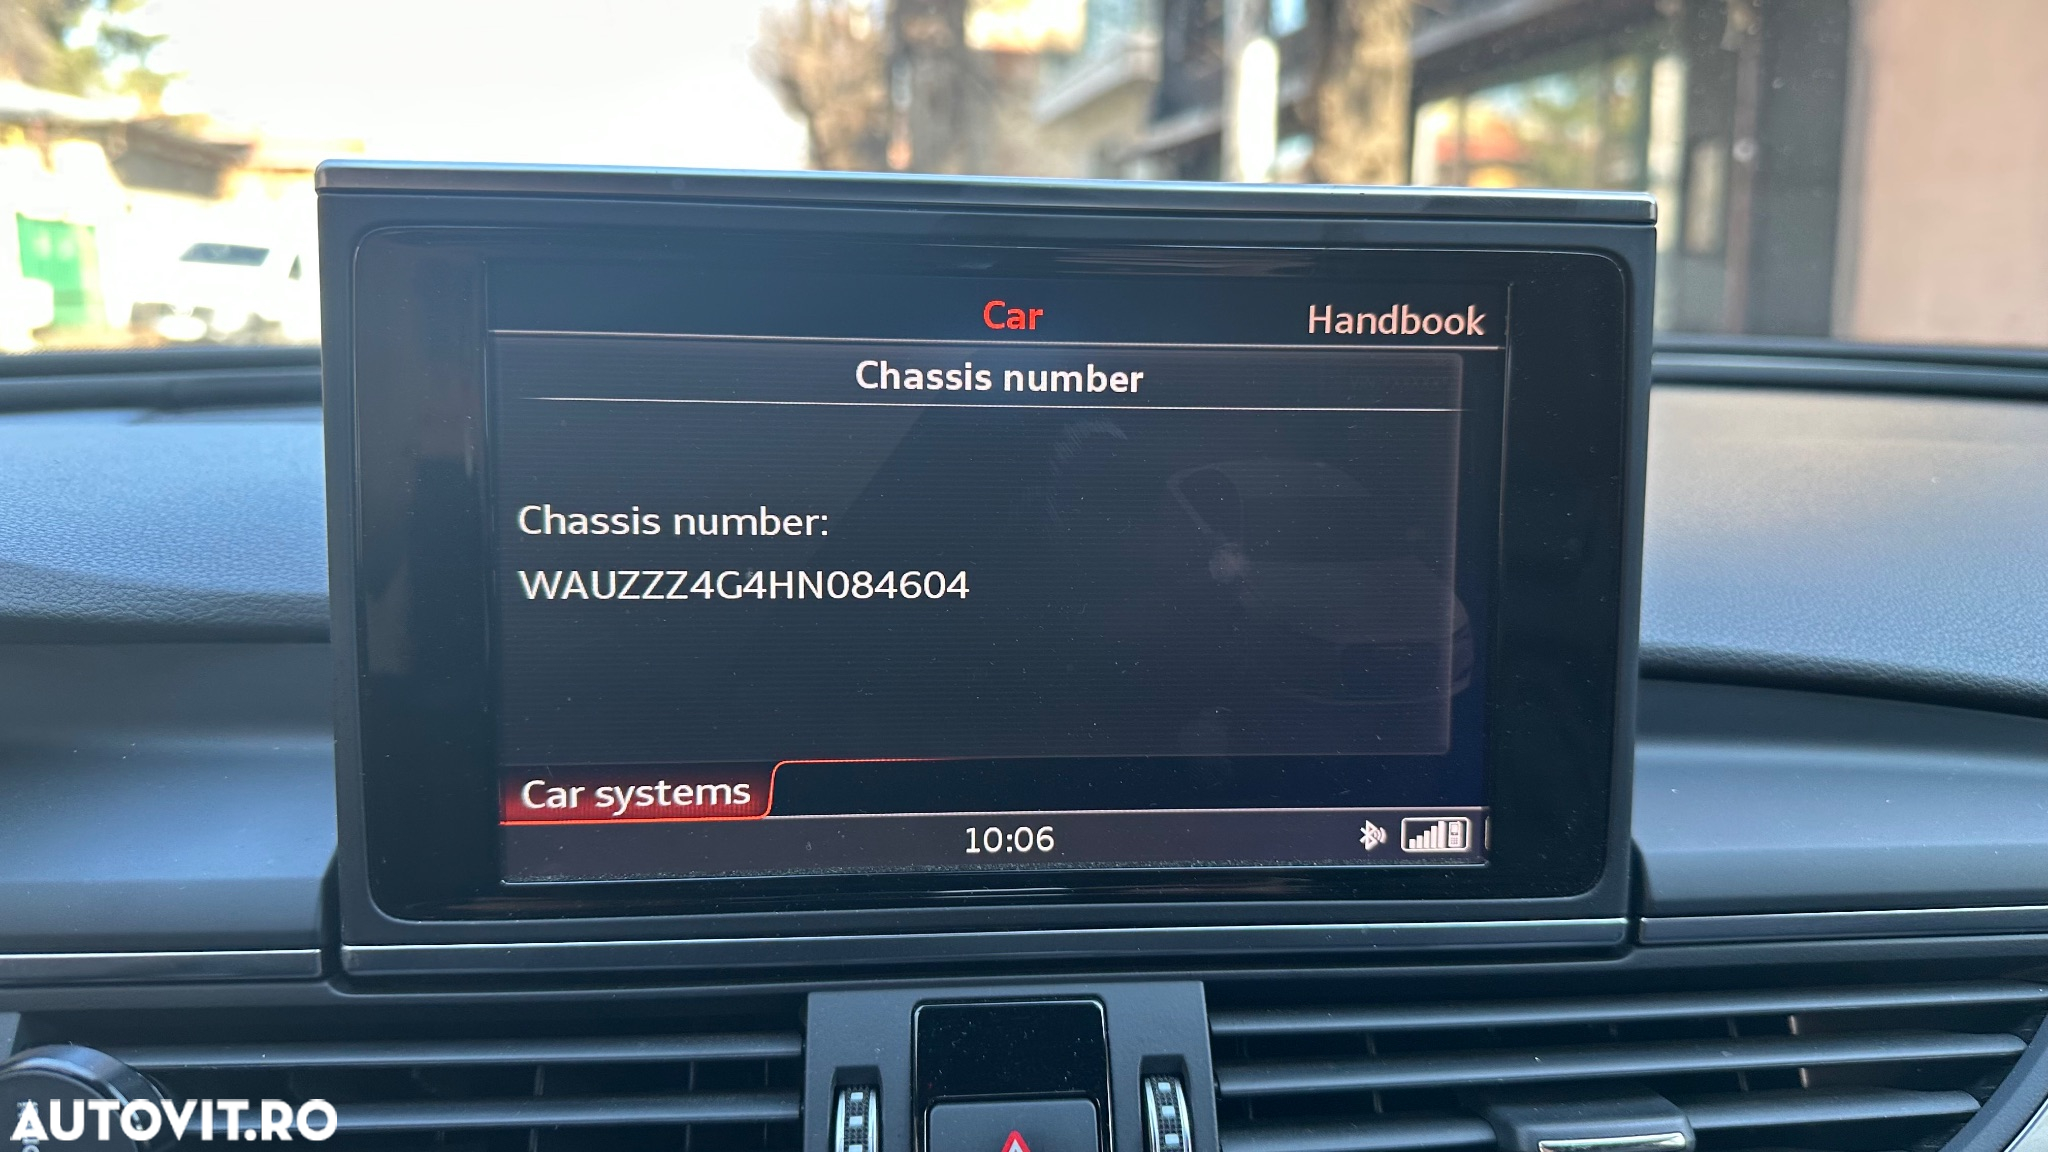 Car
Handbook
Chassis number
Chassis number:
WAUZZZ4G4HN084604
Car systems
10:06
AUTOVIT.RO